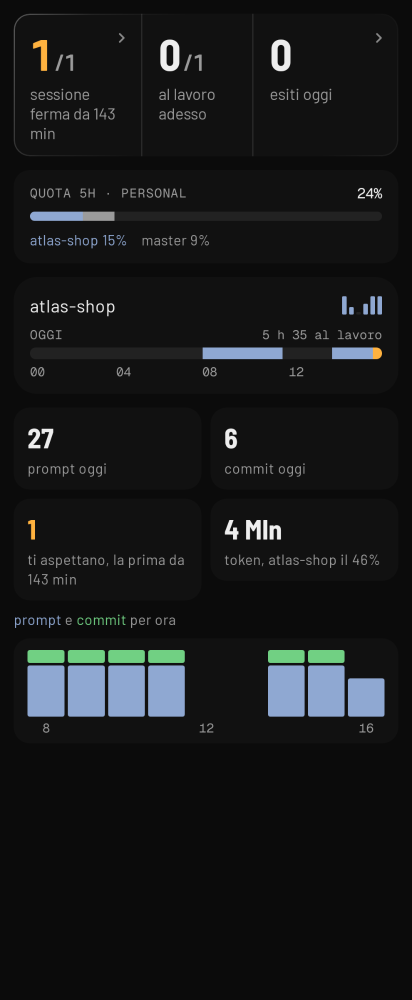 1/1
sessione
ferma da 143
min
0/1
al lavoro
adesso
0
esiti oggi
QUOTA 5H · PERSONAL
24%
atlas-shop 15%
master 9%
atlas-shop
OGGI
5 h 35 al lavoro
00
04
08
12
27
prompt oggi
6
commit oggi
1
ti aspettano, la prima da
143 min
4 Mln
token, atlas-shop il 46%
prompt e commit per ora
8
12
16